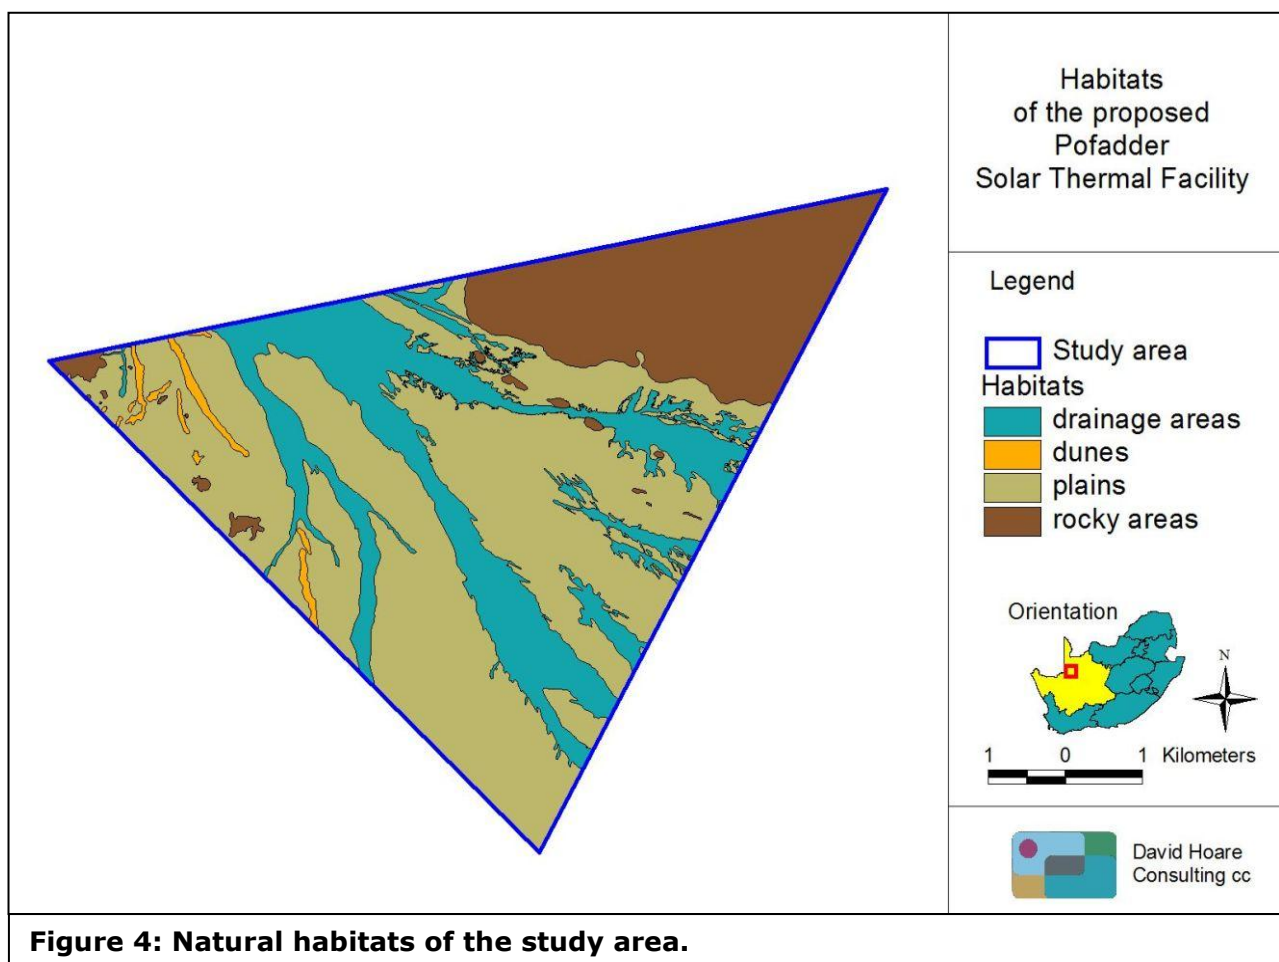 Habitats
of the proposed
Pofadder
Solar Thermal Facility
Legend
Study area
Habitats
drainage areas
dunes
plains
rocky areas
Orientation
N
1 0 1 Kilometers
David Hoare
Consulting cc
Figure 4: Natural habitats of the study area.